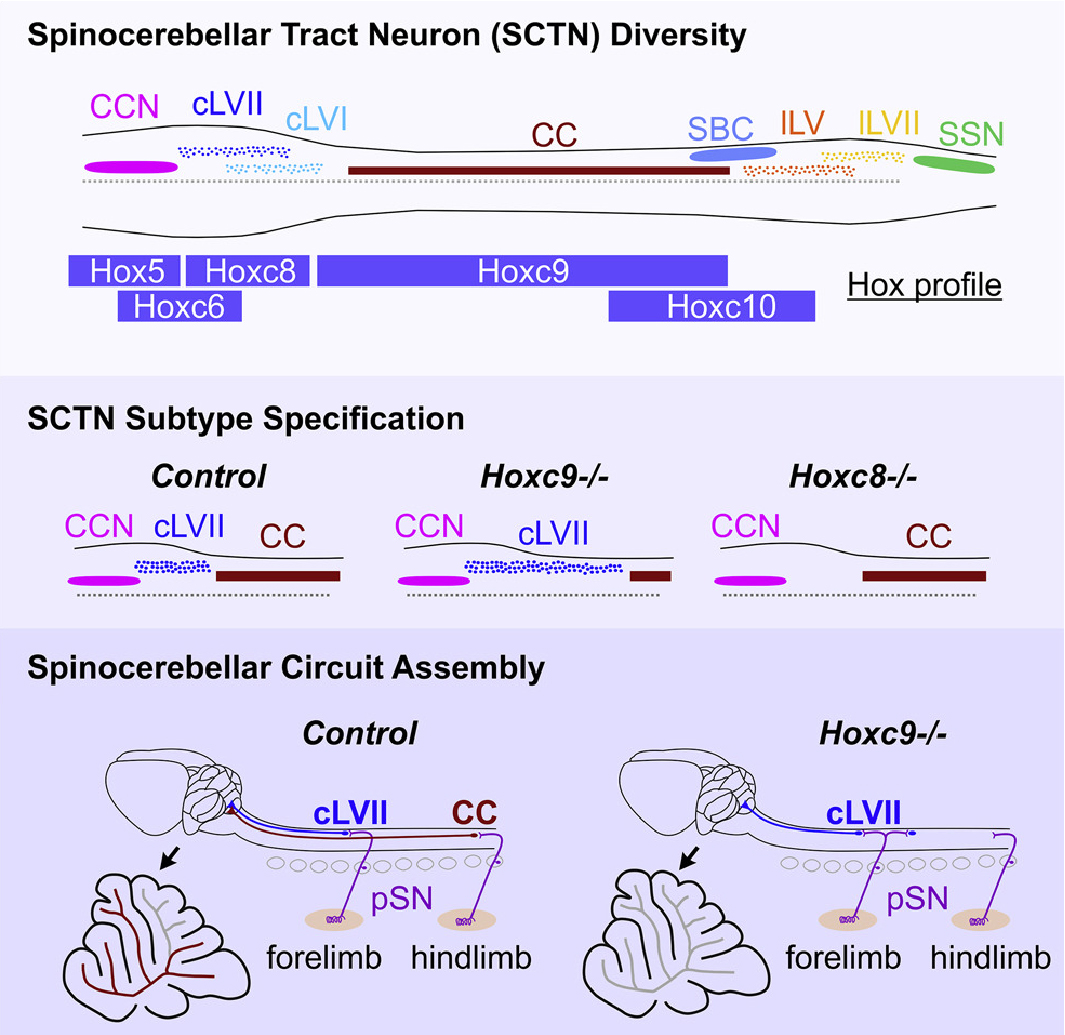 Spinocerebellar Tract Neuron (SCTN) Diversity
CCN cLVII cLVI CC SBC lLV lLVII SSN
Hox5 Hoxc8 Hoxc9
Hoxc6 Hoxc10
Hox profile
SCTN Subtype Specification
Control Hoxc9-/- Hoxc8-/-
CCN cLVII CC CCN cLVII CCN CC
Spinocerebellar Circuit Assembly
Control Hoxc9-/-
cLVII CC cLVII
pSN pSN
forelimb hindlimb forelimb hindlimb